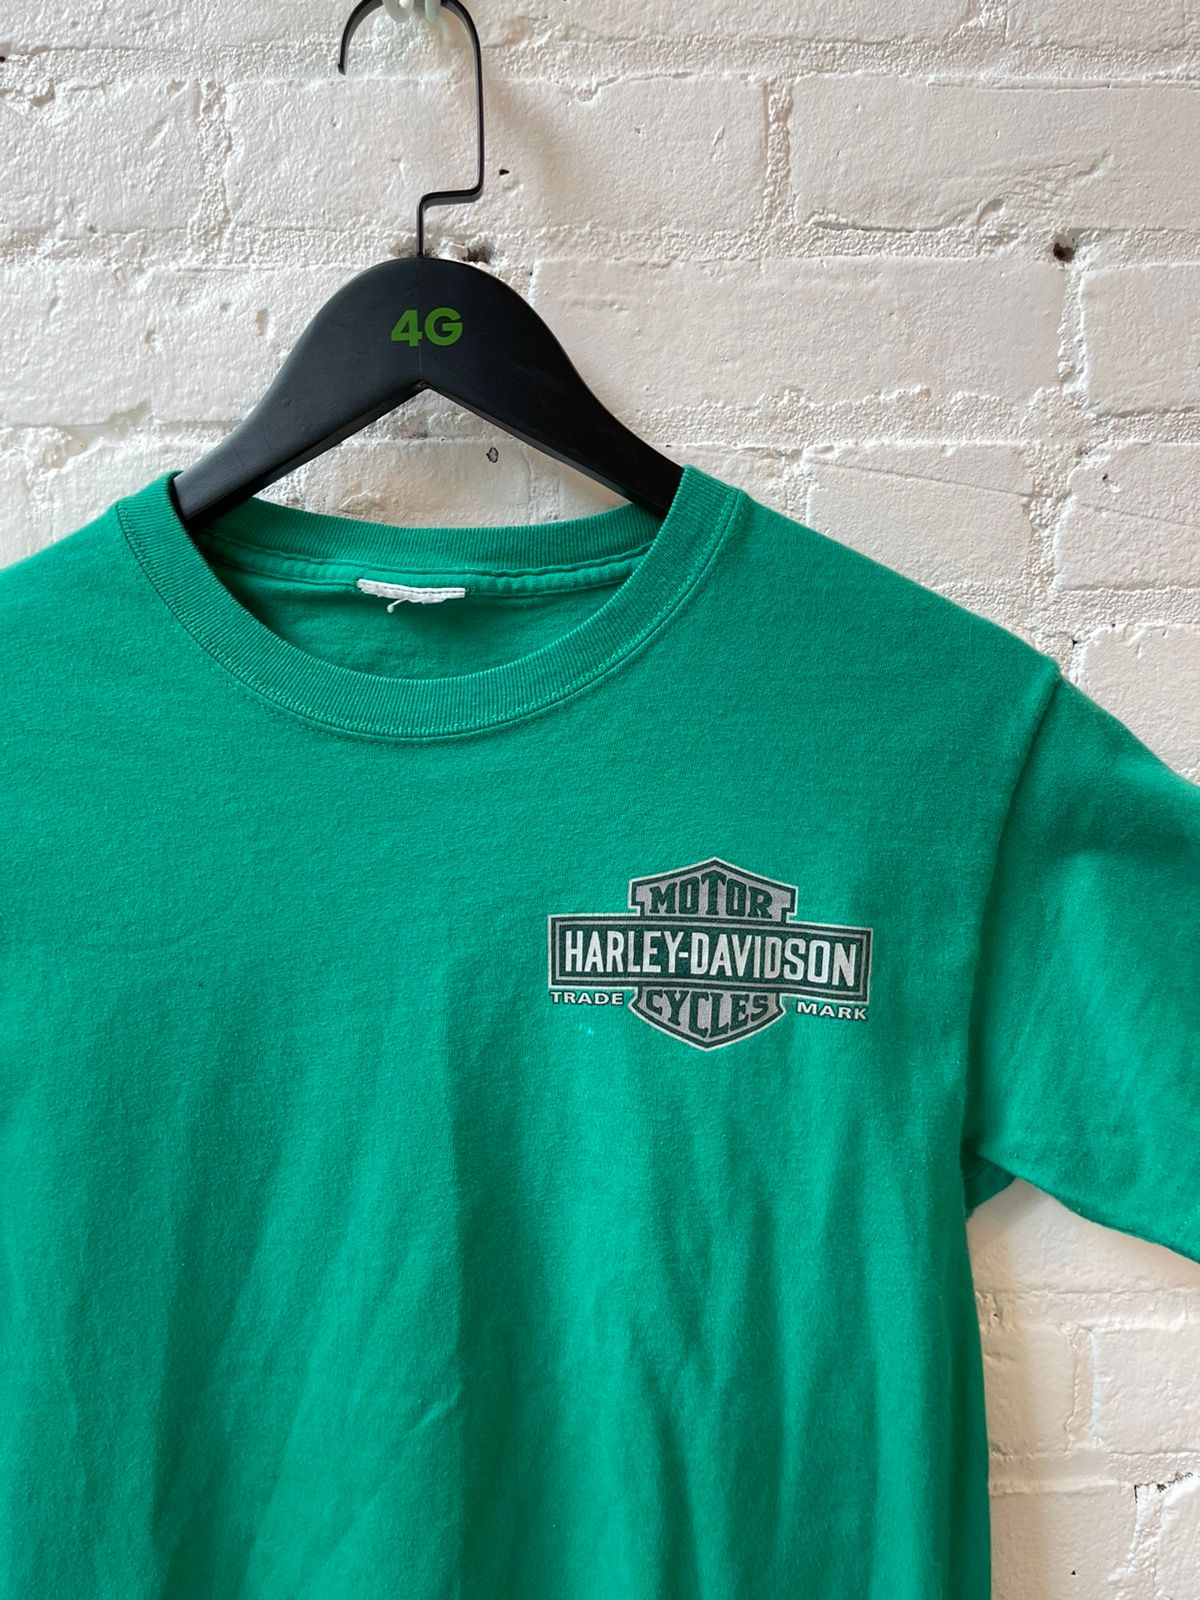 4G
MOTOR
HARLEY-DAVIDSON
TRADE CYCLES MARK